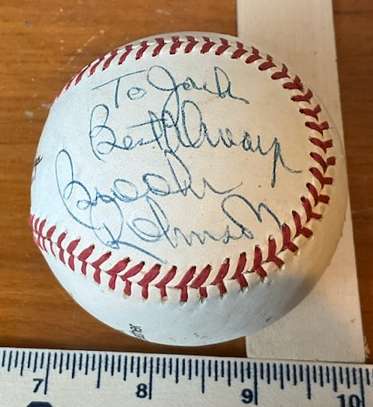 To Jack
Best Always
Brooks
Robinson
7 8 9 10